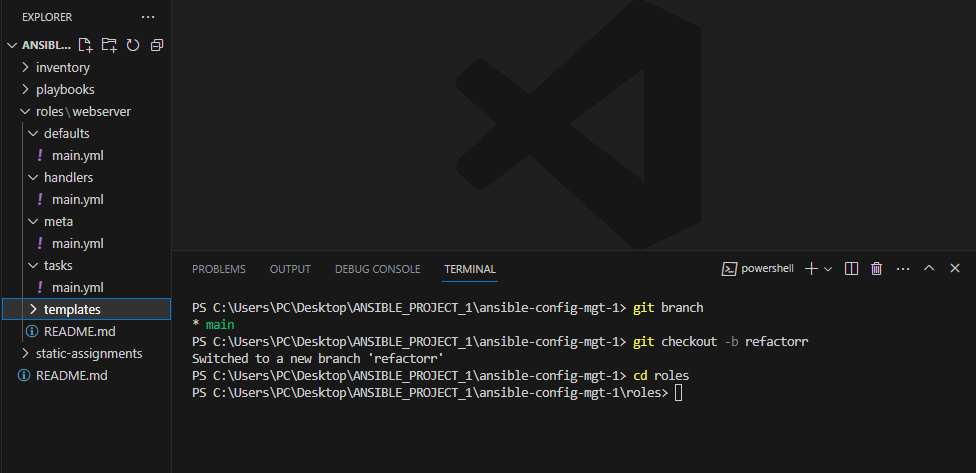 EXPLORER ...
ANSIBL...
inventory
playbooks
roles\webserver
defaults
! main.yml
handlers
! main.yml
meta
! main.yml
tasks
! main.yml
templates
README.md
static-assignments
README.md
PROBLEMS OUTPUT DEBUG CONSOLE TERMINAL powershell
PS C:\Users\PC\Desktop\ANSIBLE_PROJECT_1\ansible-config-mgt-1> git branch
* main
PS C:\Users\PC\Desktop\ANSIBLE_PROJECT_1\ansible-config-mgt-1> git checkout -b refactorr
Switched to a new branch 'refactorr'
PS C:\Users\PC\Desktop\ANSIBLE_PROJECT_1\ansible-config-mgt-1> cd roles
PS C:\Users\PC\Desktop\ANSIBLE_PROJECT_1\ansible-config-mgt-1\roles>